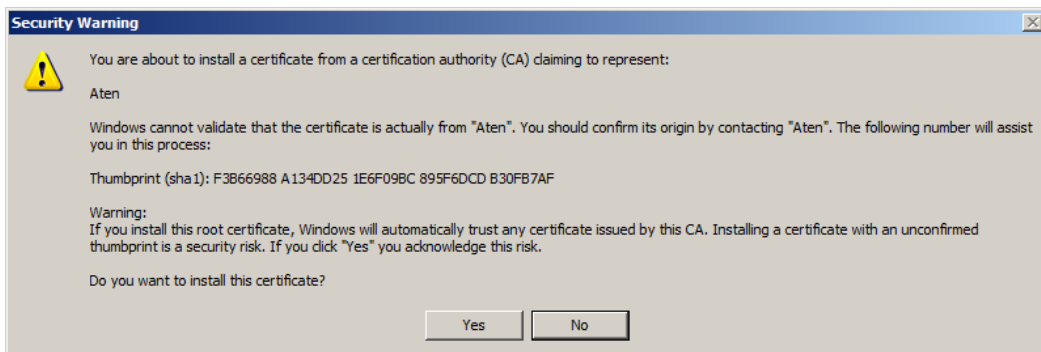 Security Warning
You are about to install a certificate from a certification authority (CA) claiming to represent:
Aten
Windows cannot validate that the certificate is actually from "Aten". You should confirm its origin by contacting "Aten". The following number will assist
you in this process:
Thumbprint (sha1): F3B66988 A134DD25 1E6F09BC 895F6DCD B30FB7AF
Warning:
If you install this root certificate, Windows will automatically trust any certificate issued by this CA. Installing a certificate with an unconfirmed
thumbprint is a security risk. If you click "Yes" you acknowledge this risk.
Do you want to install this certificate?
Yes
No